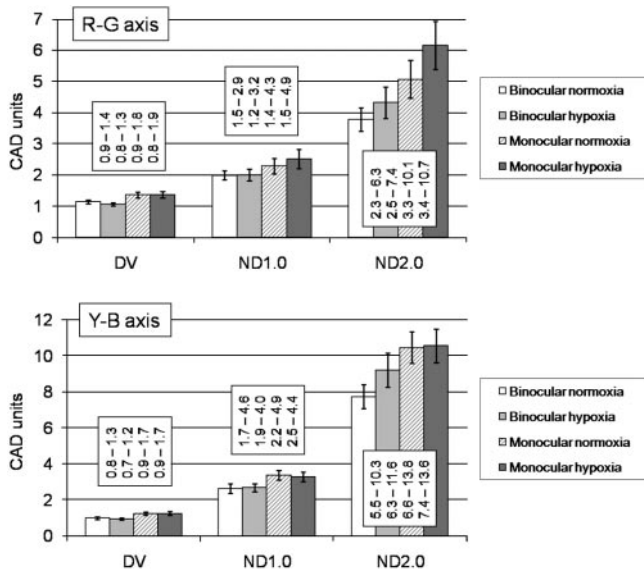 R-G axis
CAD units
7
6
5
4
3
2
1
0
0.9 – 1.4
0.8 – 1.3
0.9 – 1.8
0.8 – 1.9
1.5 – 2.9
1.2 – 3.2
1.4 – 4.3
1.5 – 4.9
2.3 – 6.3
2.5 – 7.4
3.3 – 10.1
3.4 – 10.7
DV
ND1.0
ND2.0
Binocular normoxia
Binocular hypoxia
Monocular normoxia
Monocular hypoxia
Y-B axis
CAD units
12
10
8
6
4
2
0
0.8 – 1.3
0.7 – 1.2
0.9 – 1.7
0.9 – 1.7
1.7 – 4.6
1.9 – 4.0
2.2 – 4.9
2.5 – 4.4
5.5 – 10.3
6.3 – 11.6
6.6 – 13.8
7.4 – 13.6
DV
ND1.0
ND2.0
Binocular normoxia
Binocular hypoxia
Monocular normoxia
Monocular hypoxia